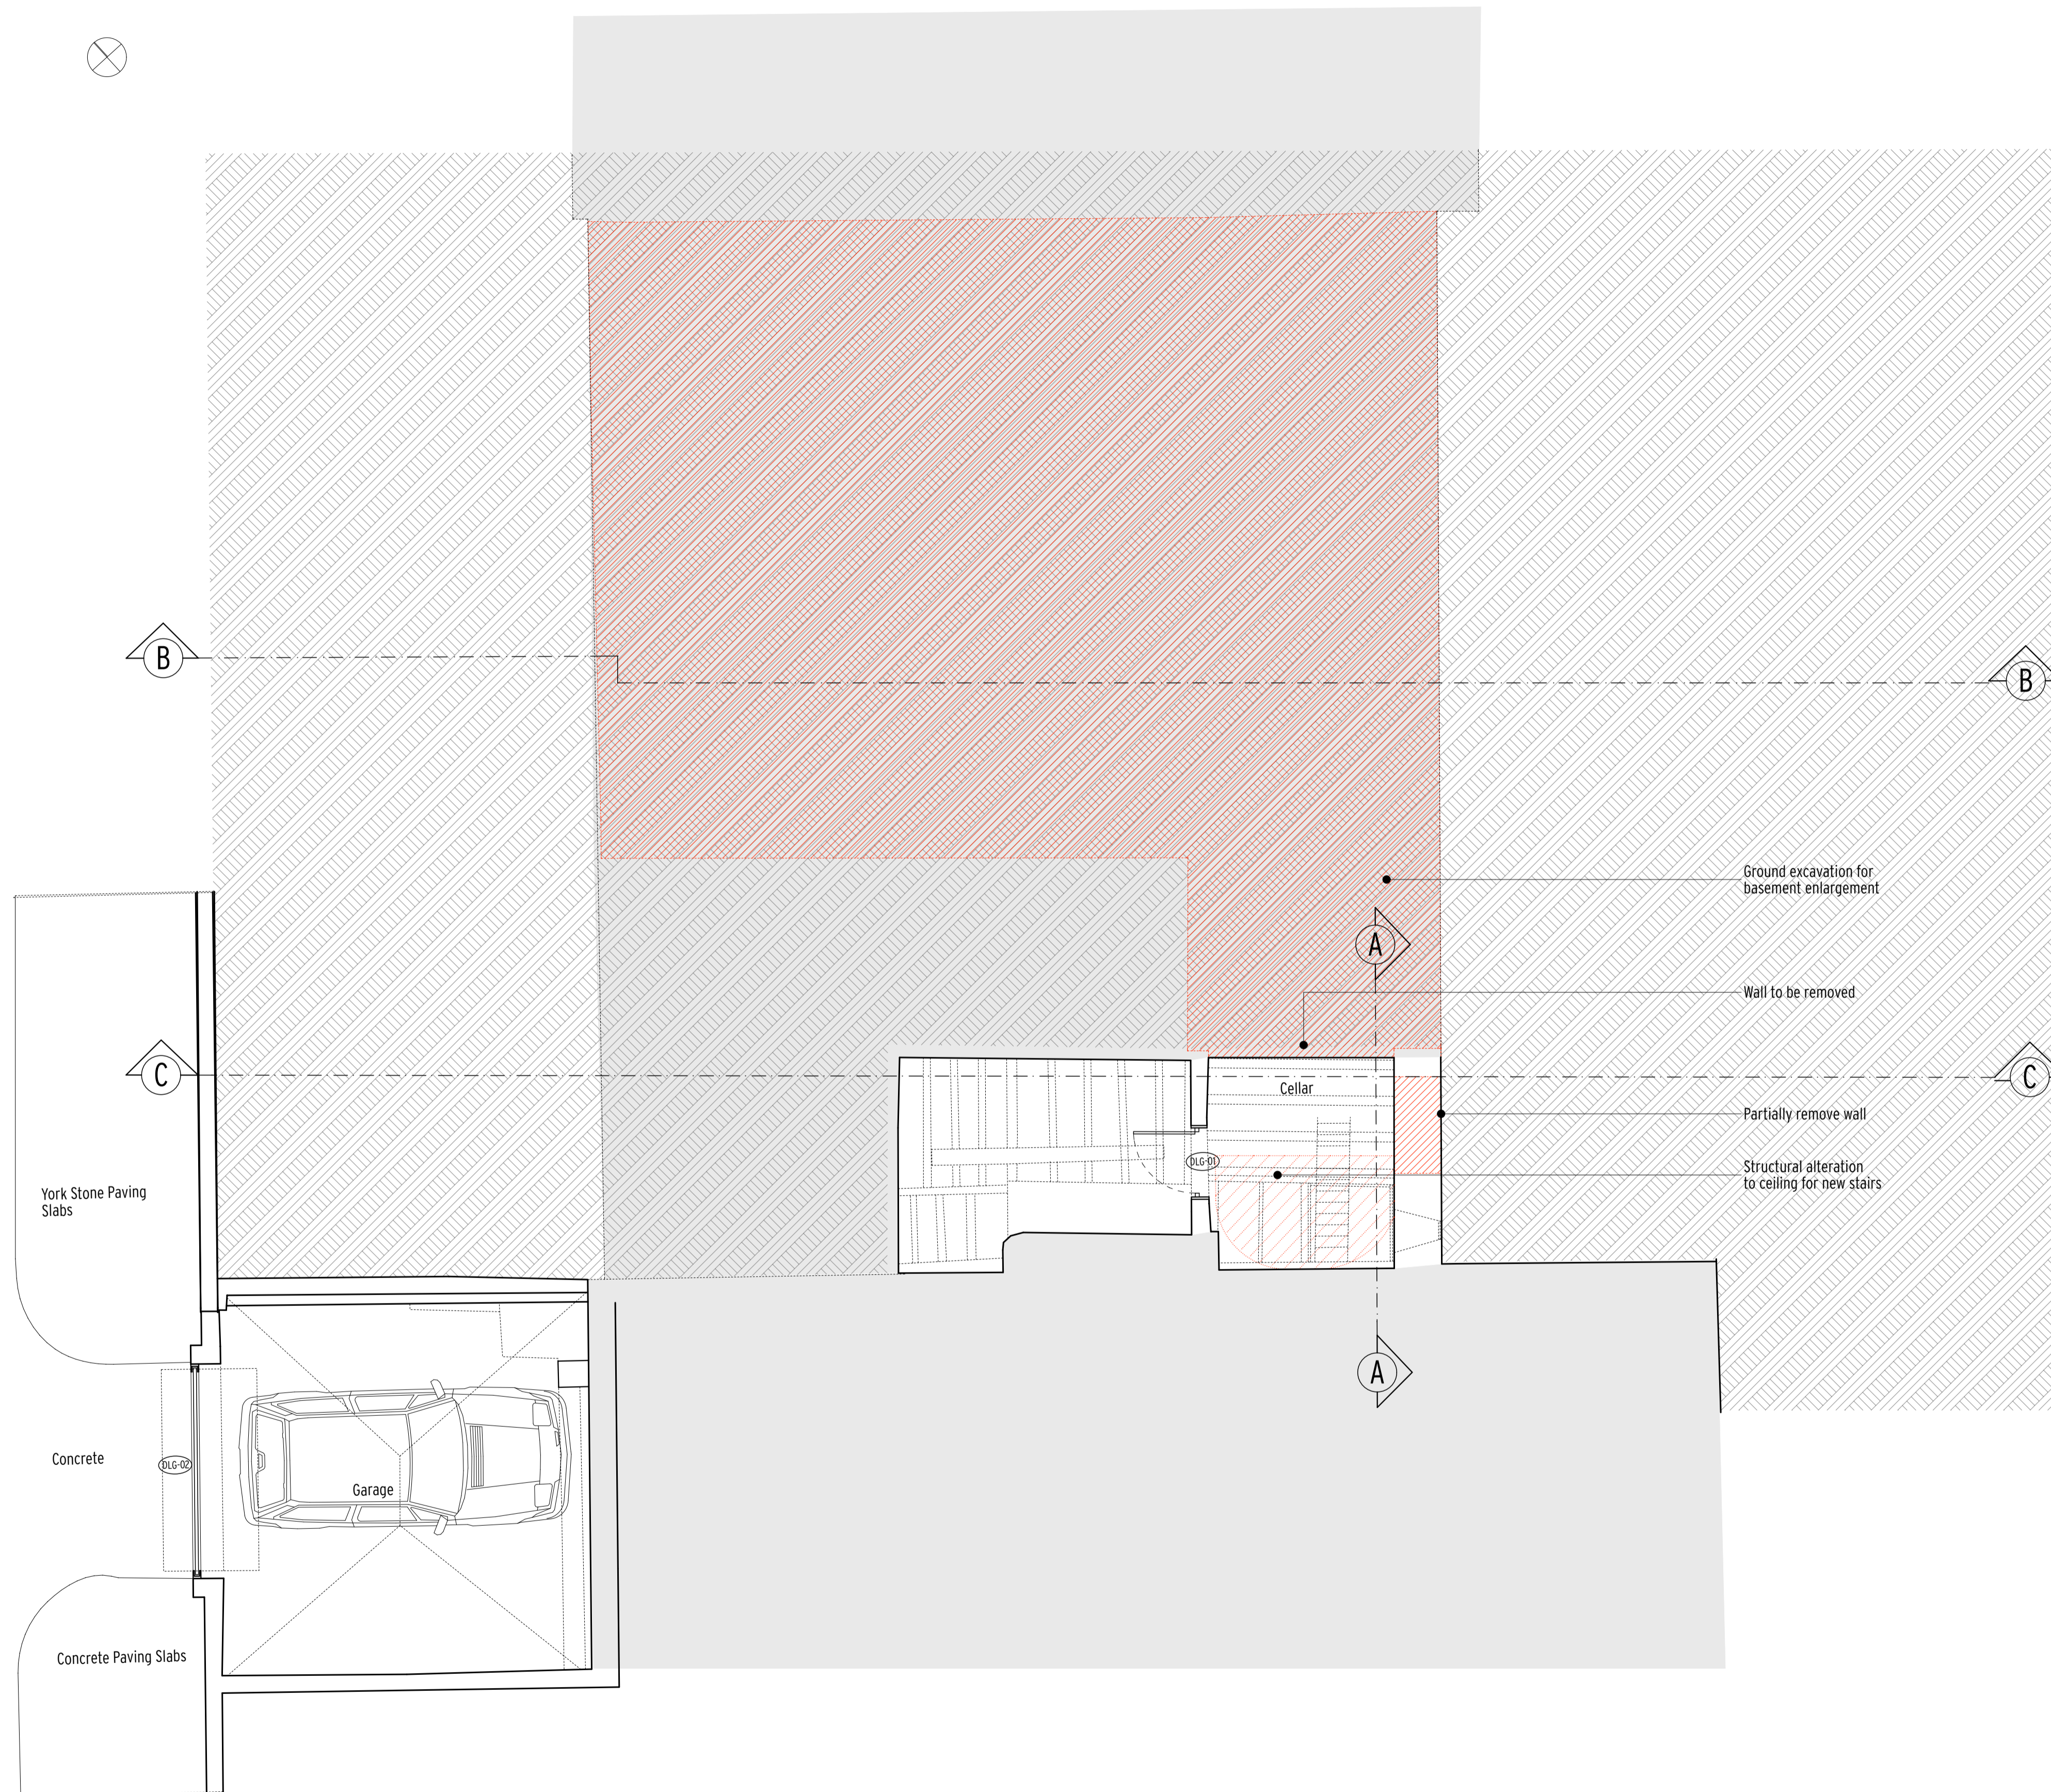 B
B
Ground excavation for
basement enlargement
A
Wall to be removed
C
C
Cellar
Partially remove wall
DLG-01
Structural alteration
to ceiling for new stairs
York Stone Paving
Slabs
A
Concrete
DLG-02
Garage
Concrete Paving Slabs